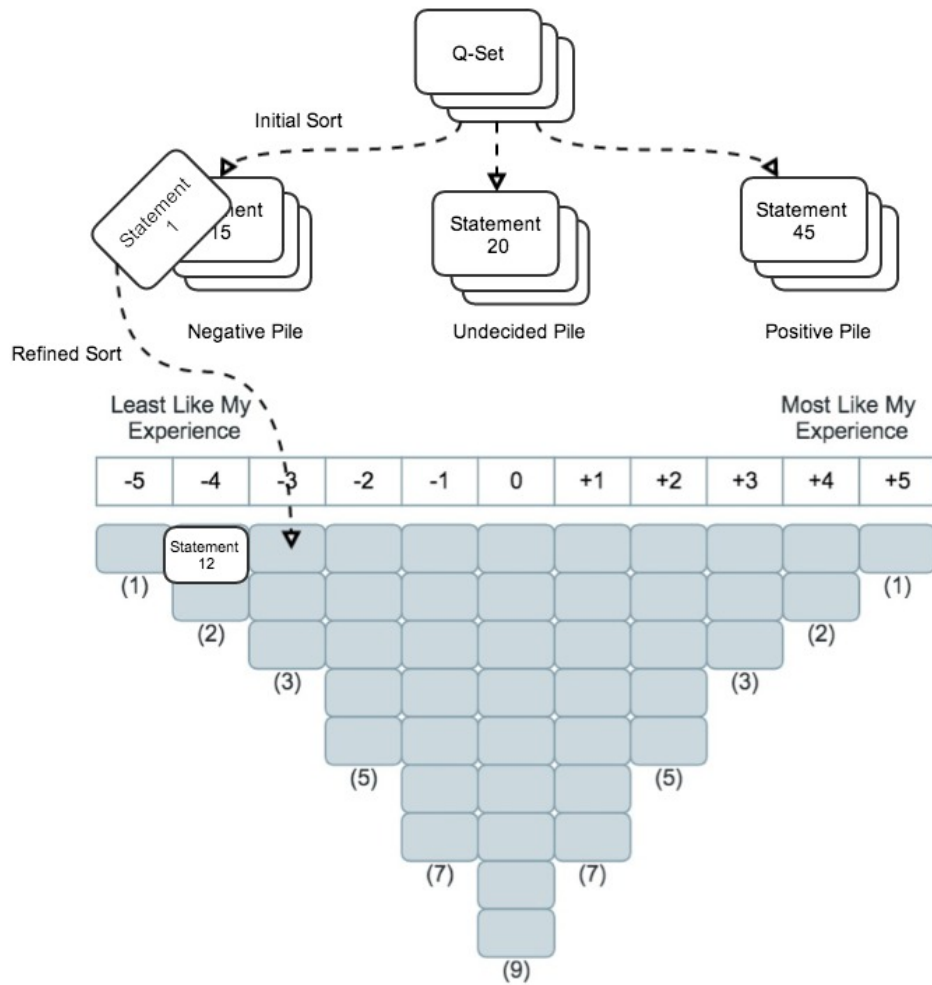 Q-Set
Initial Sort
Statement
1
ment
15
Statement
20
Statement
45
Negative Pile
Undecided Pile
Positive Pile
Refined Sort
Least Like My
Experience
Most Like My
Experience
-5 -4 -3 -2 -1 0 +1 +2 +3 +4 +5
Statement
12
(1) (1)
(2) (2)
(3) (3)
(5) (5)
(7) (7)
(9)